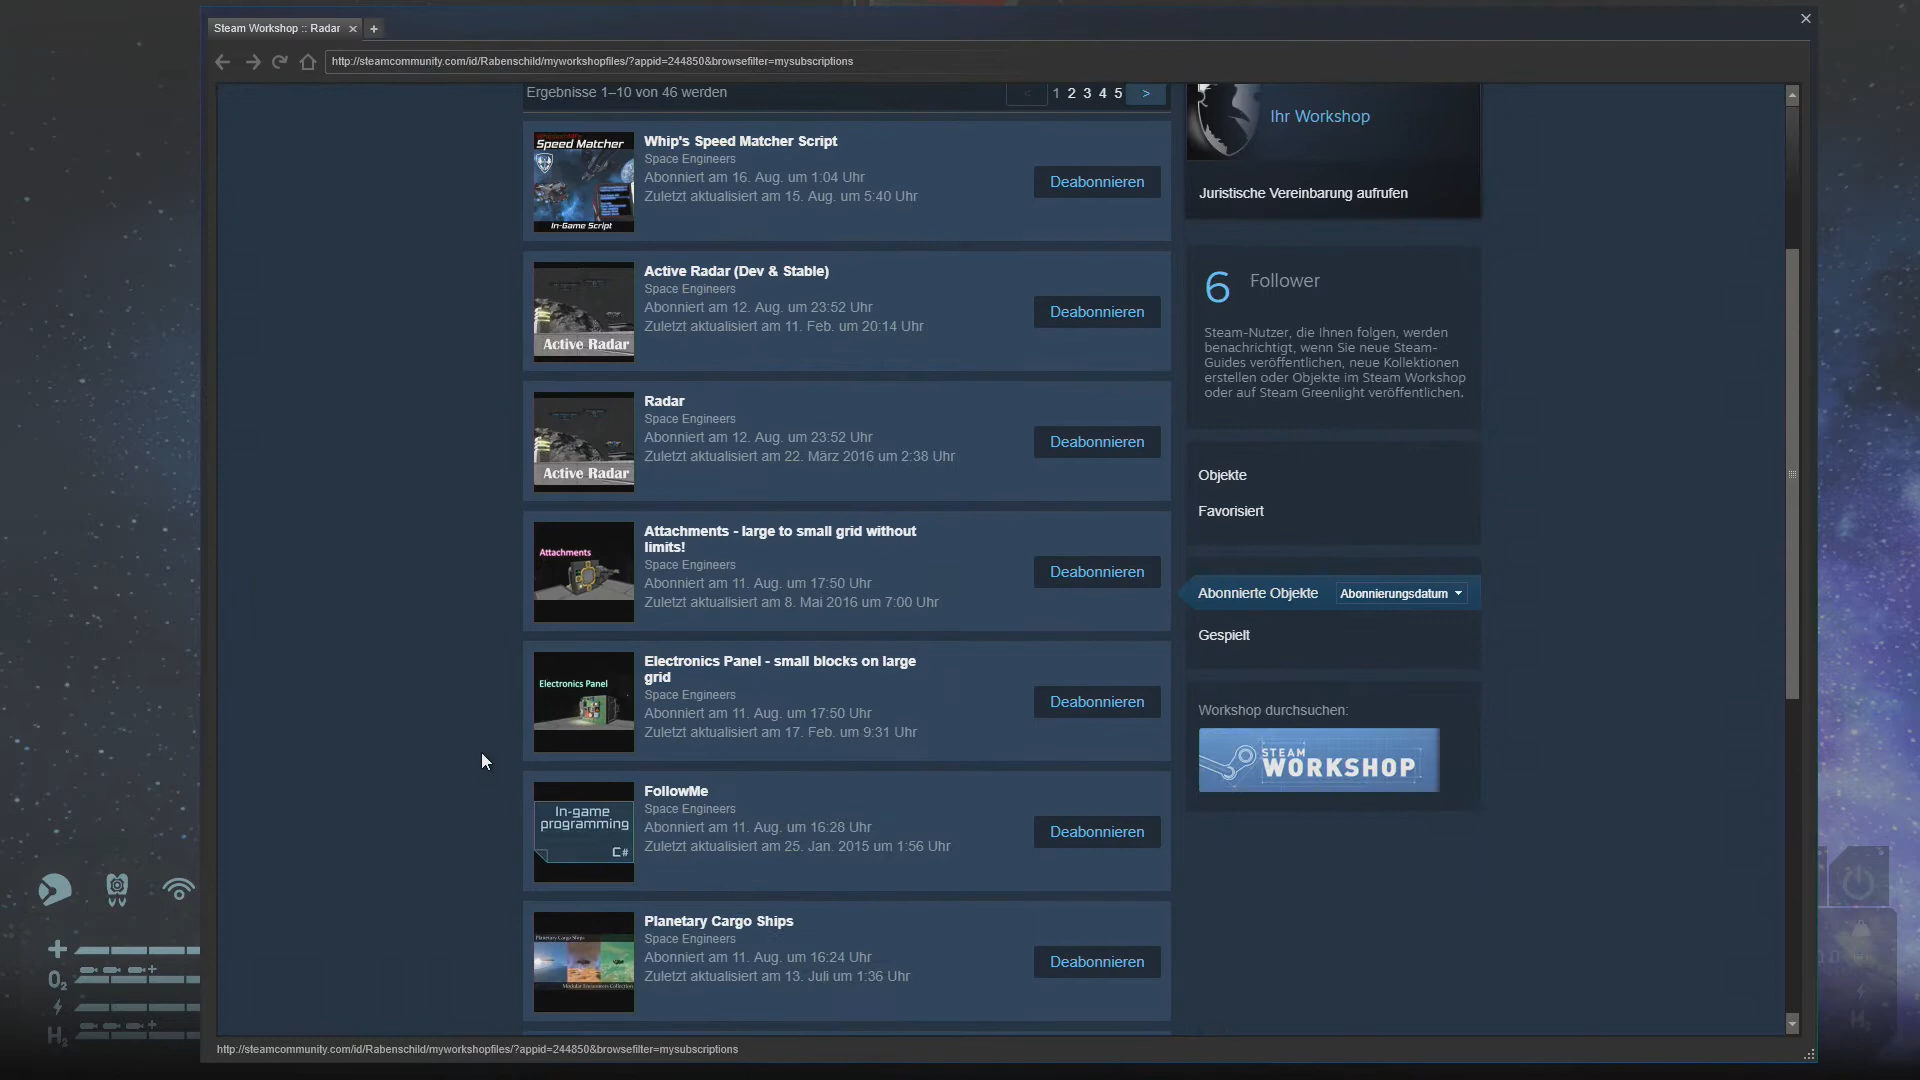 Steam Workshop :: Radar
http://steamcommunity.com/id/Rabenschild/myworkshopfiles/?appid=244850&browsefilter=mysubscriptions
Ergebnisse 1–10 von 46 werden
< 1 2 3 4 5 >
Speed Matcher
In-Game Script
Whip's Speed Matcher Script
Space Engineers
Abonniert am 16. Aug. um 1:04 Uhr
Zuletzt aktualisiert am 15. Aug. um 5:40 Uhr
Deabonnieren
Active Radar
Active Radar (Dev & Stable)
Space Engineers
Abonniert am 12. Aug. um 23:52 Uhr
Zuletzt aktualisiert am 11. Feb. um 20:14 Uhr
Deabonnieren
Active Radar
Radar
Space Engineers
Abonniert am 12. Aug. um 23:52 Uhr
Zuletzt aktualisiert am 22. März 2016 um 2:38 Uhr
Deabonnieren
Attachments
Attachments - large to small grid without
limits!
Space Engineers
Abonniert am 11. Aug. um 17:50 Uhr
Zuletzt aktualisiert am 8. Mai 2016 um 7:00 Uhr
Deabonnieren
Electronics Panel
Electronics Panel - small blocks on large
grid
Space Engineers
Abonniert am 11. Aug. um 17:50 Uhr
Zuletzt aktualisiert am 17. Feb. um 9:31 Uhr
Deabonnieren
In-game
programming
C#
FollowMe
Space Engineers
Abonniert am 11. Aug. um 16:28 Uhr
Zuletzt aktualisiert am 25. Jan. 2015 um 1:56 Uhr
Deabonnieren
Planetary Cargo Ships
Modular Encounters Collection
Planetary Cargo Ships
Space Engineers
Abonniert am 11. Aug. um 16:24 Uhr
Zuletzt aktualisiert am 13. Juli um 1:36 Uhr
Deabonnieren
Ihr Workshop
Juristische Vereinbarung aufrufen
6 Follower
Steam-Nutzer, die Ihnen folgen, werden
benachrichtigt, wenn Sie neue Steam-
Guides veröffentlichen, neue Kollektionen
erstellen oder Objekte im Steam Workshop
oder auf Steam Greenlight veröffentlichen.
Objekte
Favorisiert
Abonnierte Objekte
Abonnierungsdatum
Gespielt
Workshop durchsuchen:
STEAM
WORKSHOP
O2
H2
http://steamcommunity.com/id/Rabenschild/myworkshopfiles/?appid=244850&browsefilter=mysubscriptions